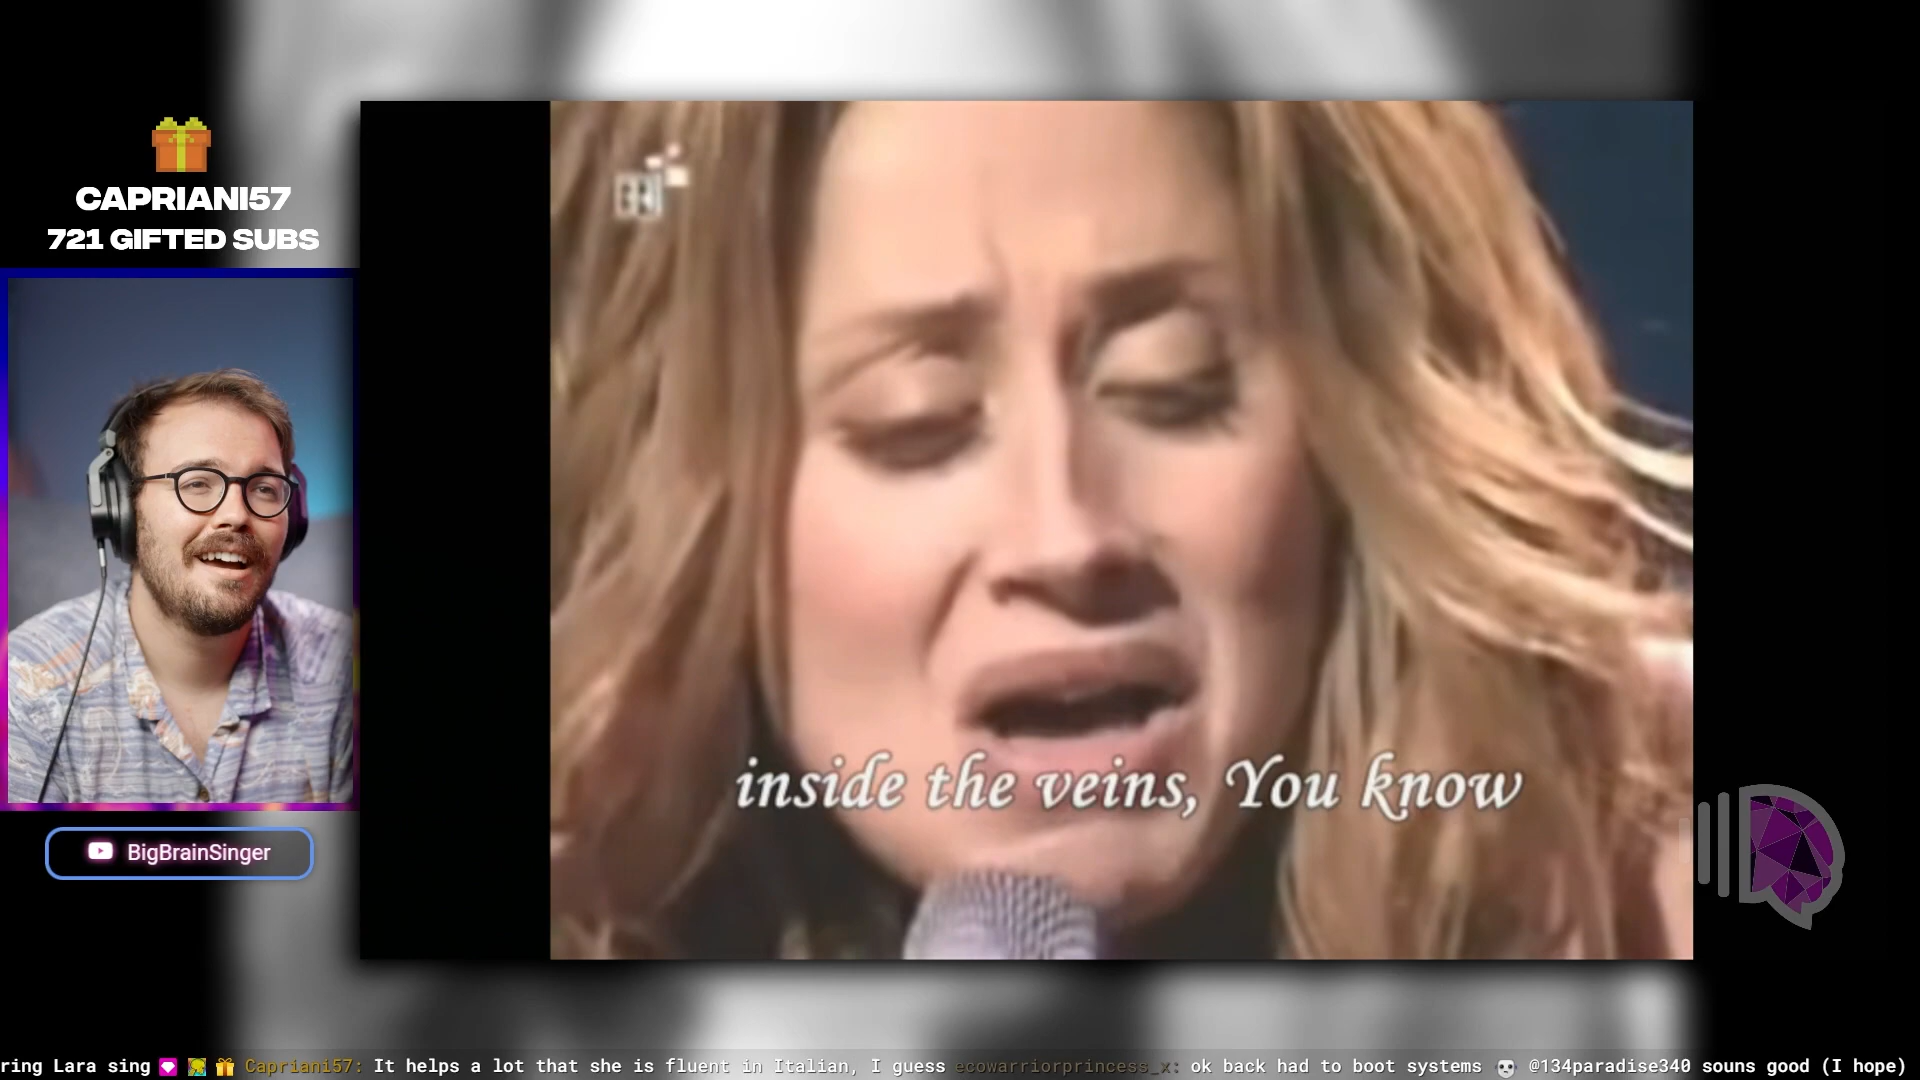 CAPRIANI57
721 GIFTED SUBS
inside the veins, You know
BigBrainSinger
ring Lara sing Capriani57: It helps a lot that she is fluent in Italian, I guess ecowarriorprincess_x: ok back had to boot systems @134paradise340 souns good (I hope)